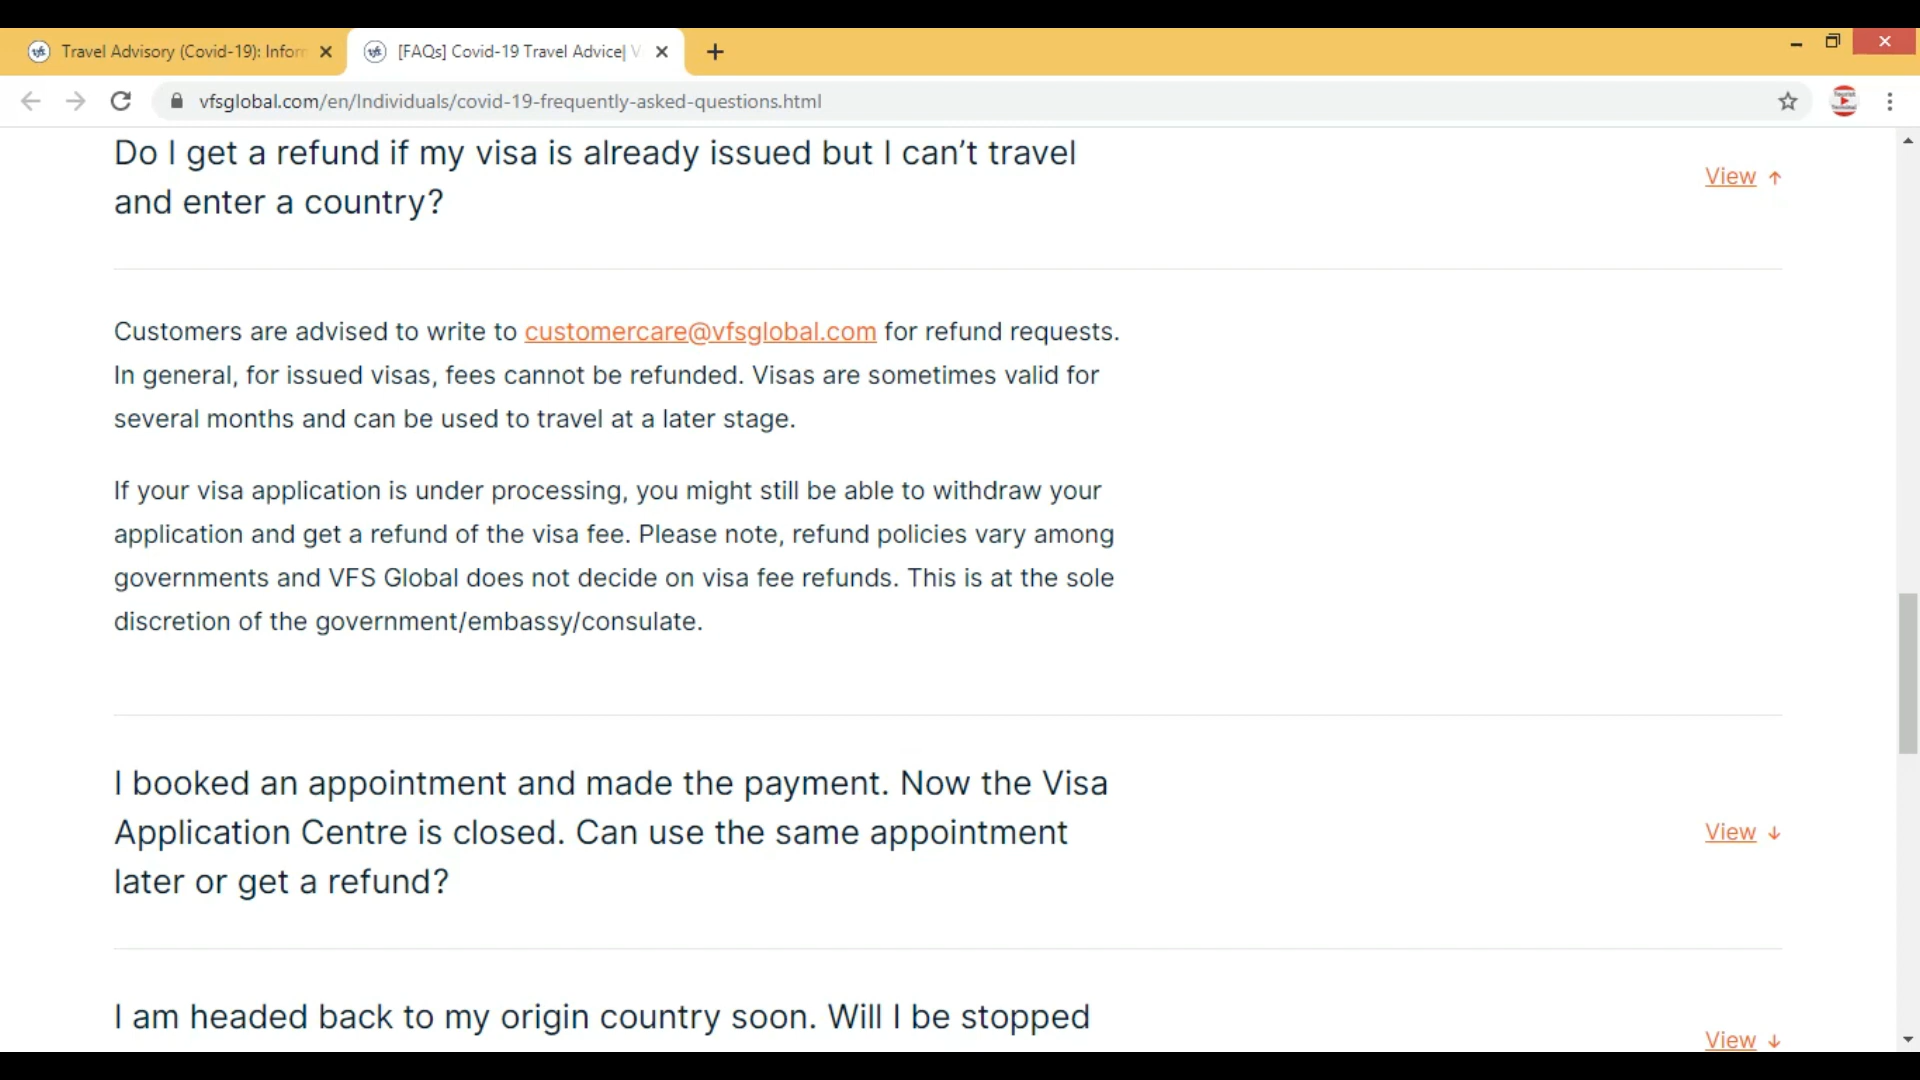 Travel Advisory (Covid-19): Inform
[FAQs] Covid-19 Travel Advice| V
vfsglobal.com/en/Individuals/covid-19-frequently-asked-questions.html
Do I get a refund if my visa is already issued but I can’t travel
and enter a country?
View ↑
Customers are advised to write to customercare@vfsglobal.com for refund requests.
In general, for issued visas, fees cannot be refunded. Visas are sometimes valid for
several months and can be used to travel at a later stage.
If your visa application is under processing, you might still be able to withdraw your
application and get a refund of the visa fee. Please note, refund policies vary among
governments and VFS Global does not decide on visa fee refunds. This is at the sole
discretion of the government/embassy/consulate.
I booked an appointment and made the payment. Now the Visa
Application Centre is closed. Can use the same appointment
later or get a refund?
View ↓
I am headed back to my origin country soon. Will I be stopped
View ↓